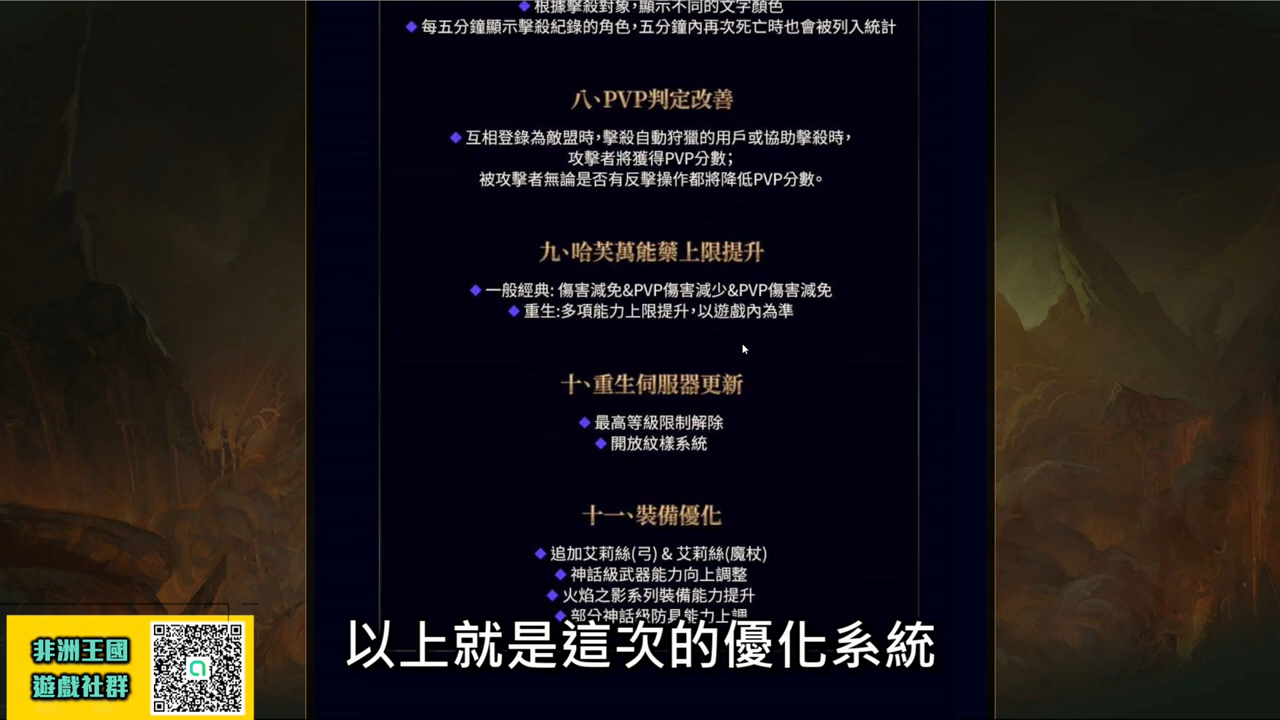 根據擊殺對象,顯示不同的文字顏色
每五分鐘顯示擊殺紀錄的角色,五分鐘內再次死亡時也會被列入統計
八、PVP判定改善
互相登錄為敵盟時,擊殺自動狩獵的用戶或協助擊殺時,
攻擊者將獲得PVP分數;
被攻擊者無論是否有反擊操作都將降低PVP分數。
九、哈芙萬能藥上限提升
一般經典: 傷害減免&PVP傷害減少&PVP傷害減免
重生:多項能力上限提升,以遊戲內為準
十、重生伺服器更新
最高等級限制解除
開放紋樣系統
十一、裝備優化
追加艾莉絲(弓) & 艾莉絲(魔杖)
神話級武器能力向上調整
火焰之影系列裝備能力提升
部分神話級防具能力上調
以上就是這次的優化系統
非洲王國
遊戲社群